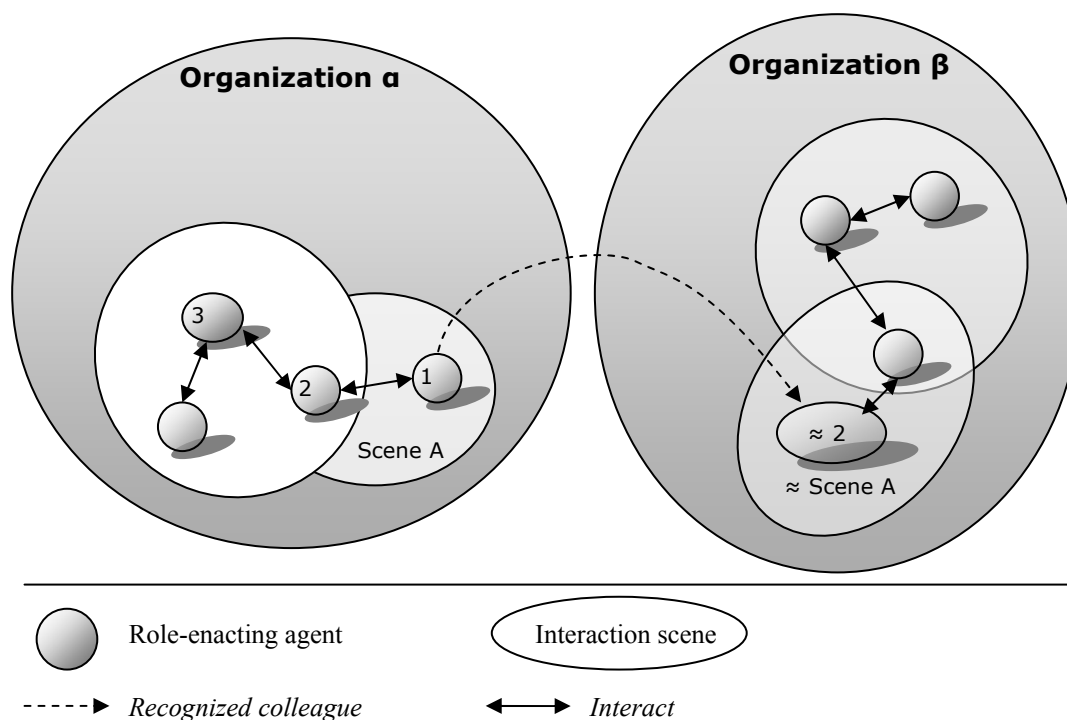 Organization α
Organization β
3
2
1
Scene A
≈ 2
≈ Scene A
Role-enacting agent
Interaction scene
Recognized colleague
Interact